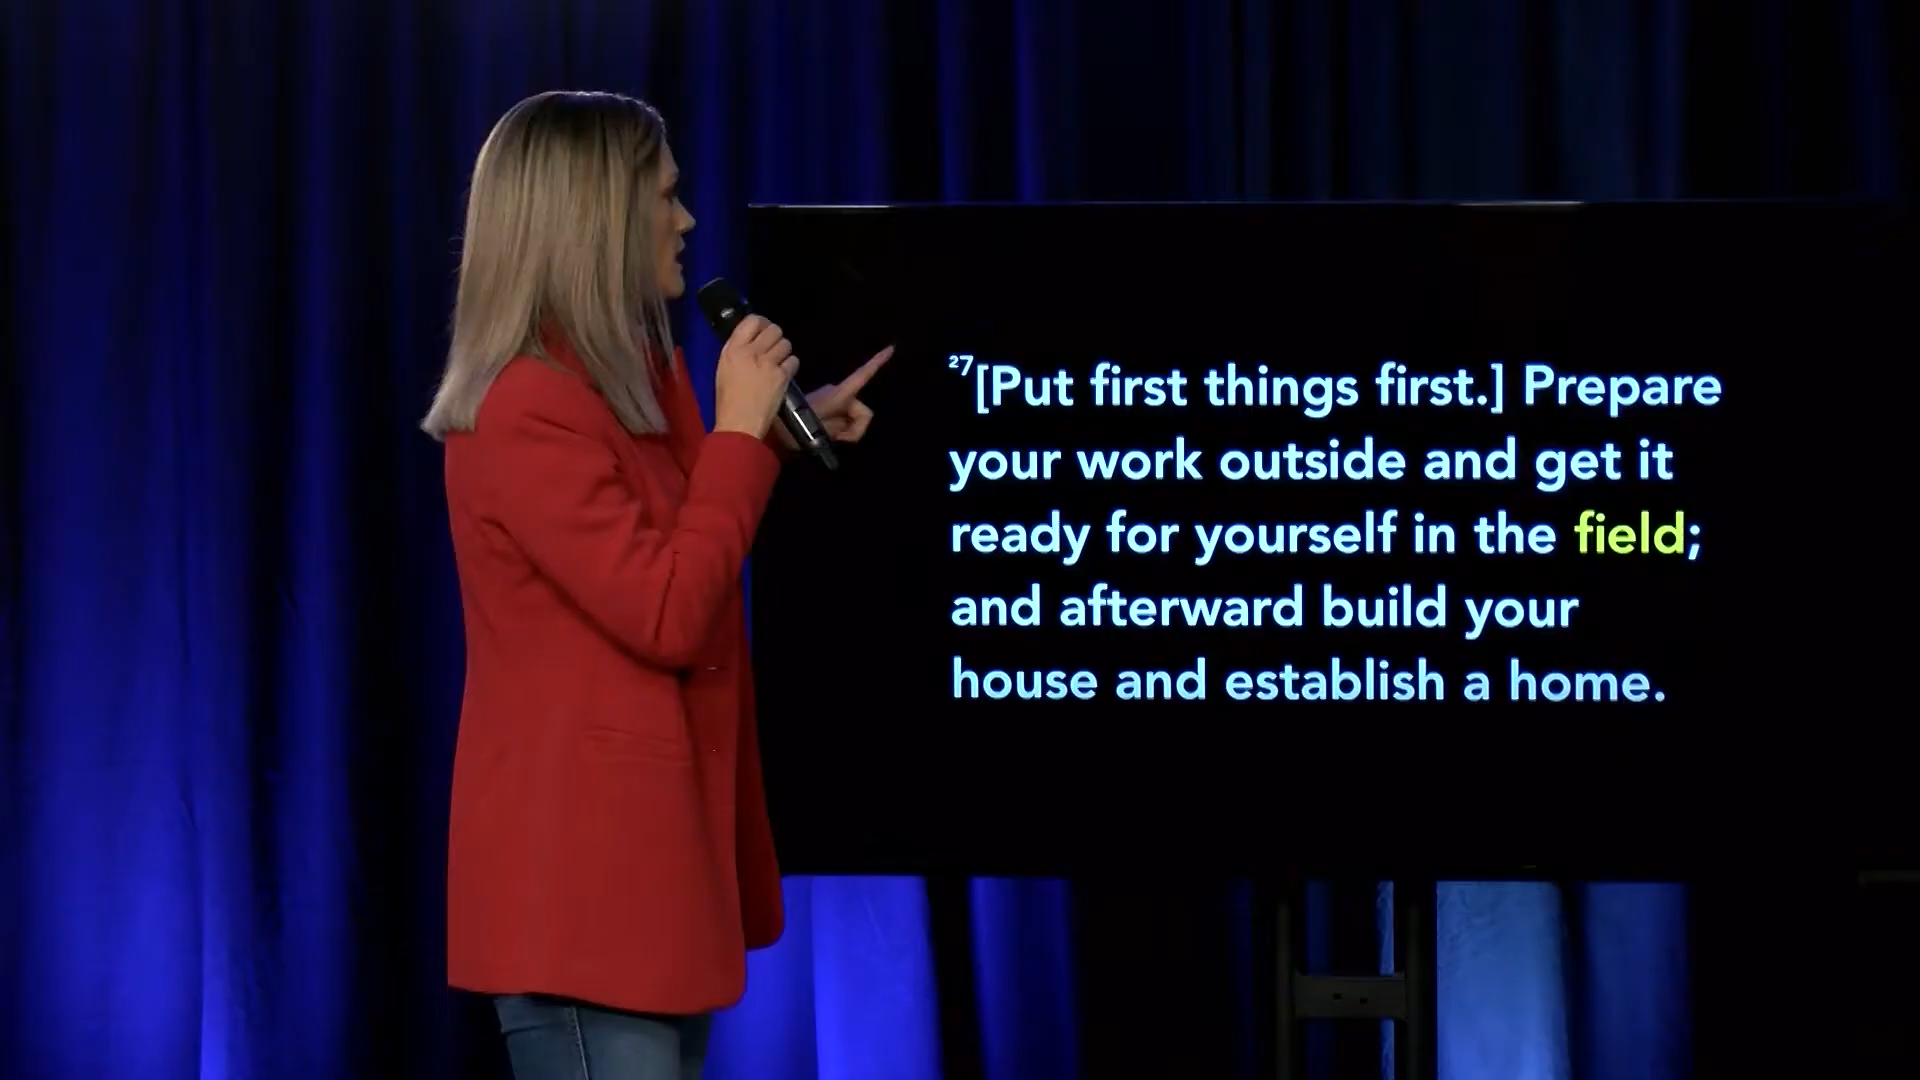 ²⁷[Put first things first.] Prepare
your work outside and get it
ready for yourself in the field;
and afterward build your
house and establish a home.